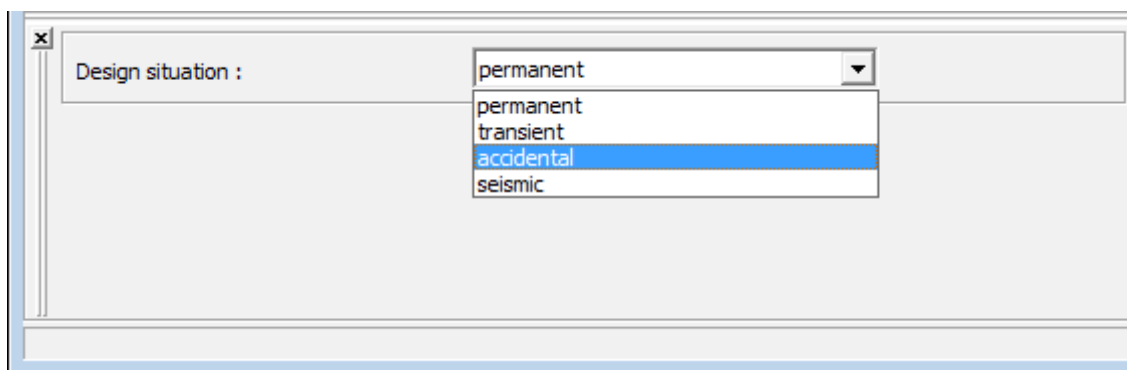 Design situation :
permanent
permanent
transient
accidental
seismic